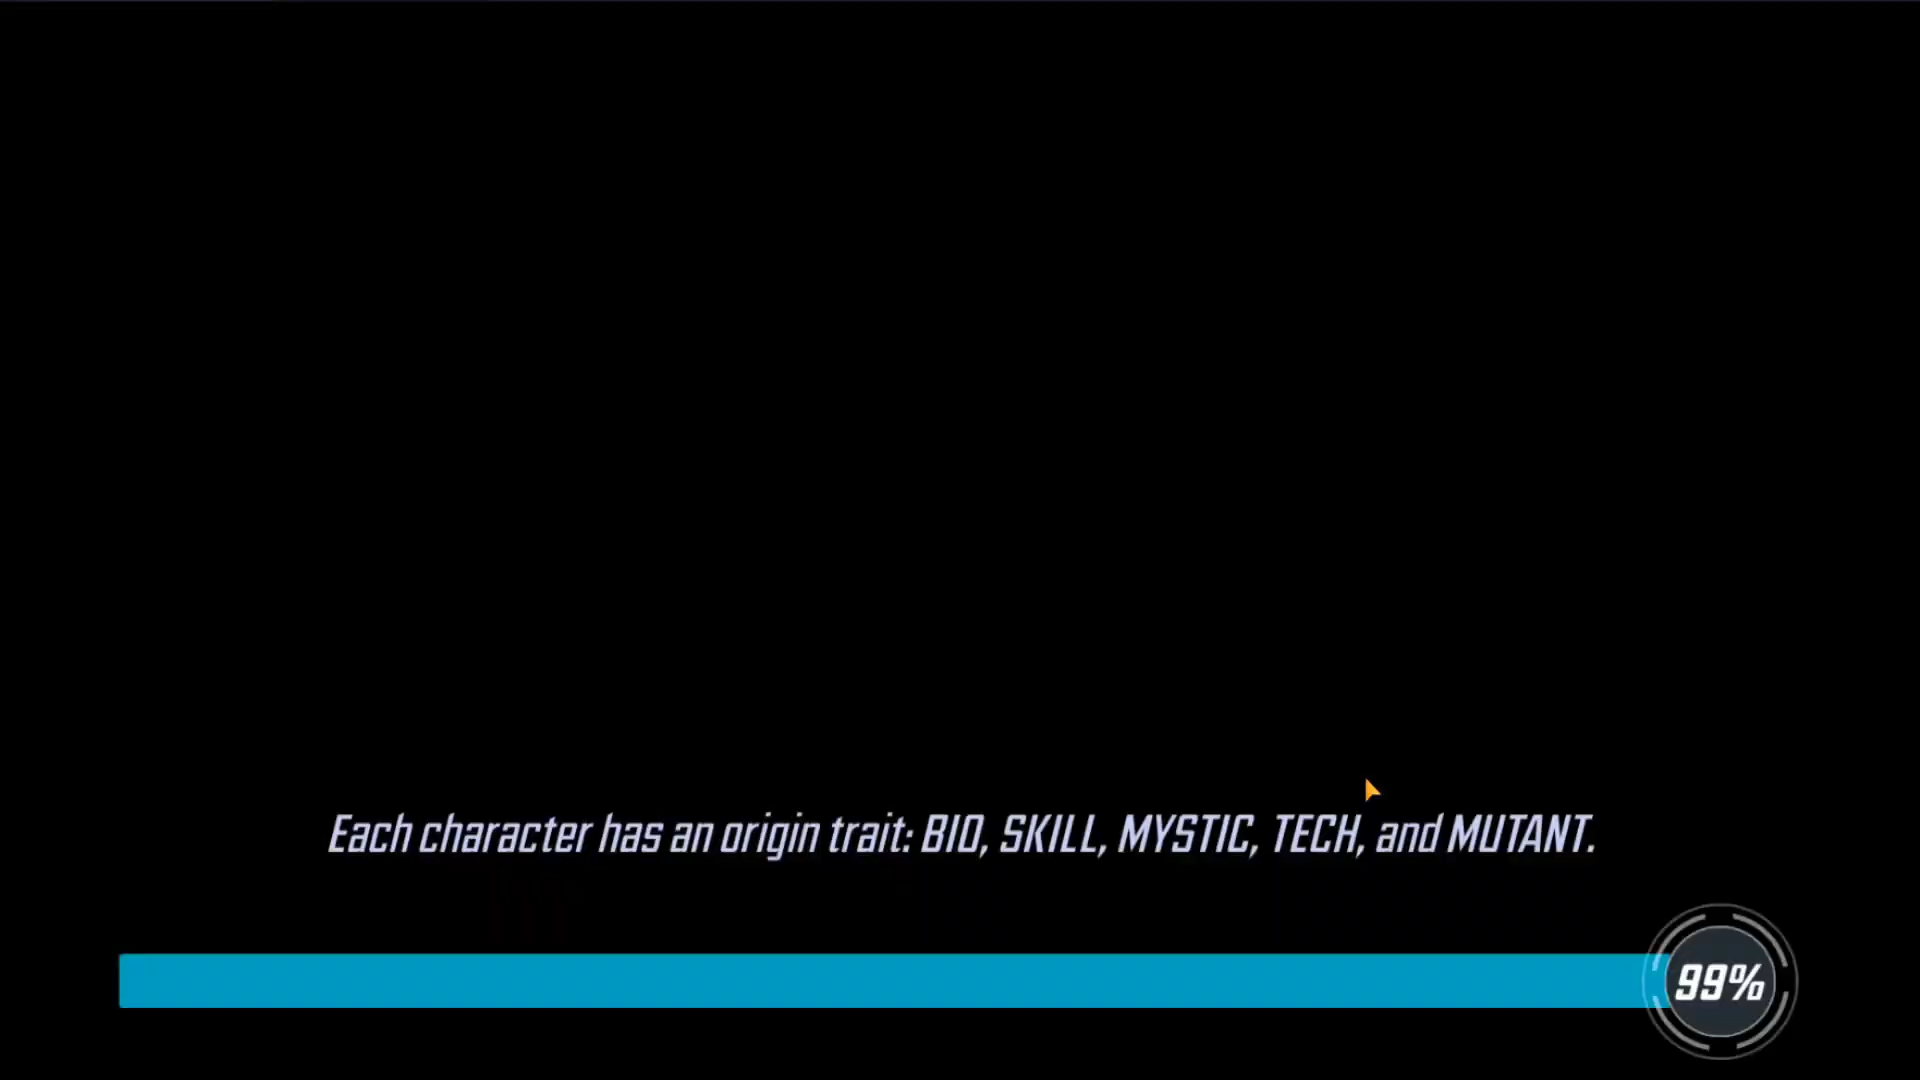 Each character has an origin trait: BIO, SKILL, MYSTIC, TECH, and MUTANT.
99%